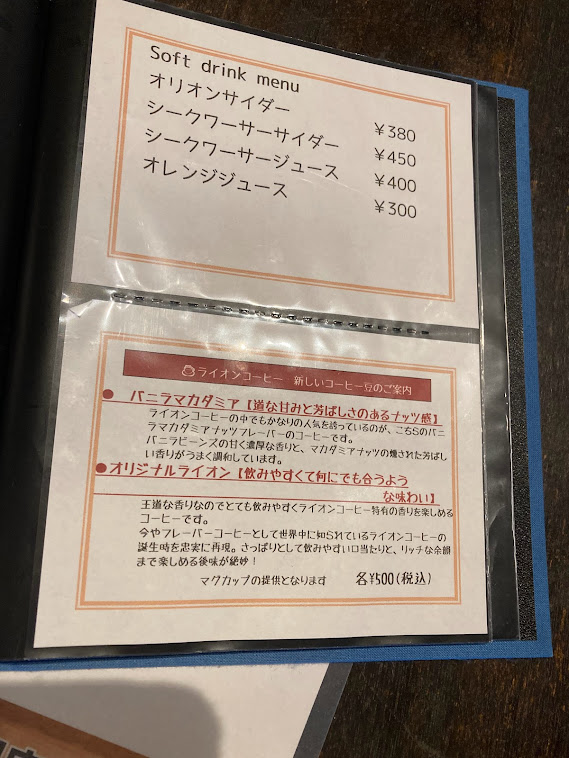 Soft drink menu
オリオンサイダー ￥380
シークワーサーサイダー ￥450
シークワーサージュース ￥400
オレンジジュース ￥300
ライオンコーヒー 新しいコーヒー豆のご案内
● バニラマカダミア【道な甘みと芳ばしさのあるナッツ感】
ライオンコーヒーの中でもかなりの人気を誇っているのが、こちSのバニ
ラマカダミアナッツフレーバーのコーヒーです。
バニラビーンズの甘く濃厚な香りと、マカダミアナッツの燻された芳ばし
い香りがうまく調和しています。
●オリジナルライオン【飲みやすくて何にでも合うよう
な味わい】
王道な香りなのでとても飲みやすくライオンコーヒー特有の香りを楽しめる
コーヒーです。
今やフレーバーコーヒーとして世界中に知られているライオンコーヒーの
誕生時を忠実に再現。さっぱりとして飲みやすい口当たりと、リッチな余韻
まで楽しめる後味が絶妙！
マグカップの提供となります 各¥500(税込)